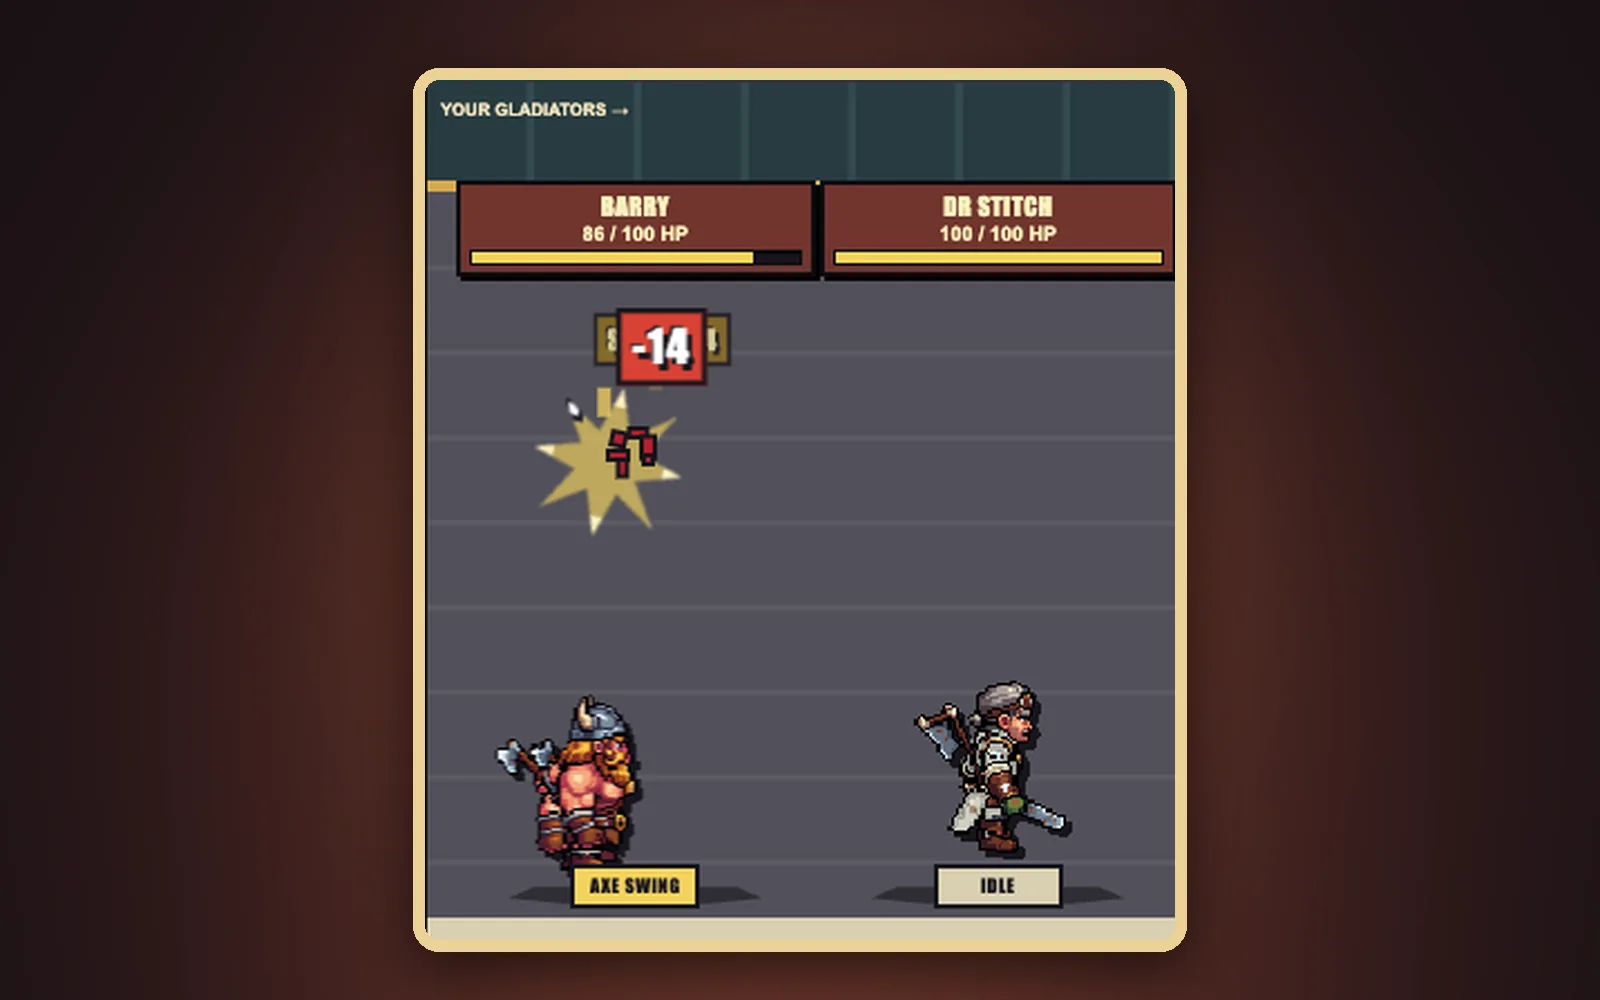 YOUR GLADIATORS →
BARRY
86 / 100 HP
DR STITCH
100 / 100 HP
-14
AXE SWING
IDLE